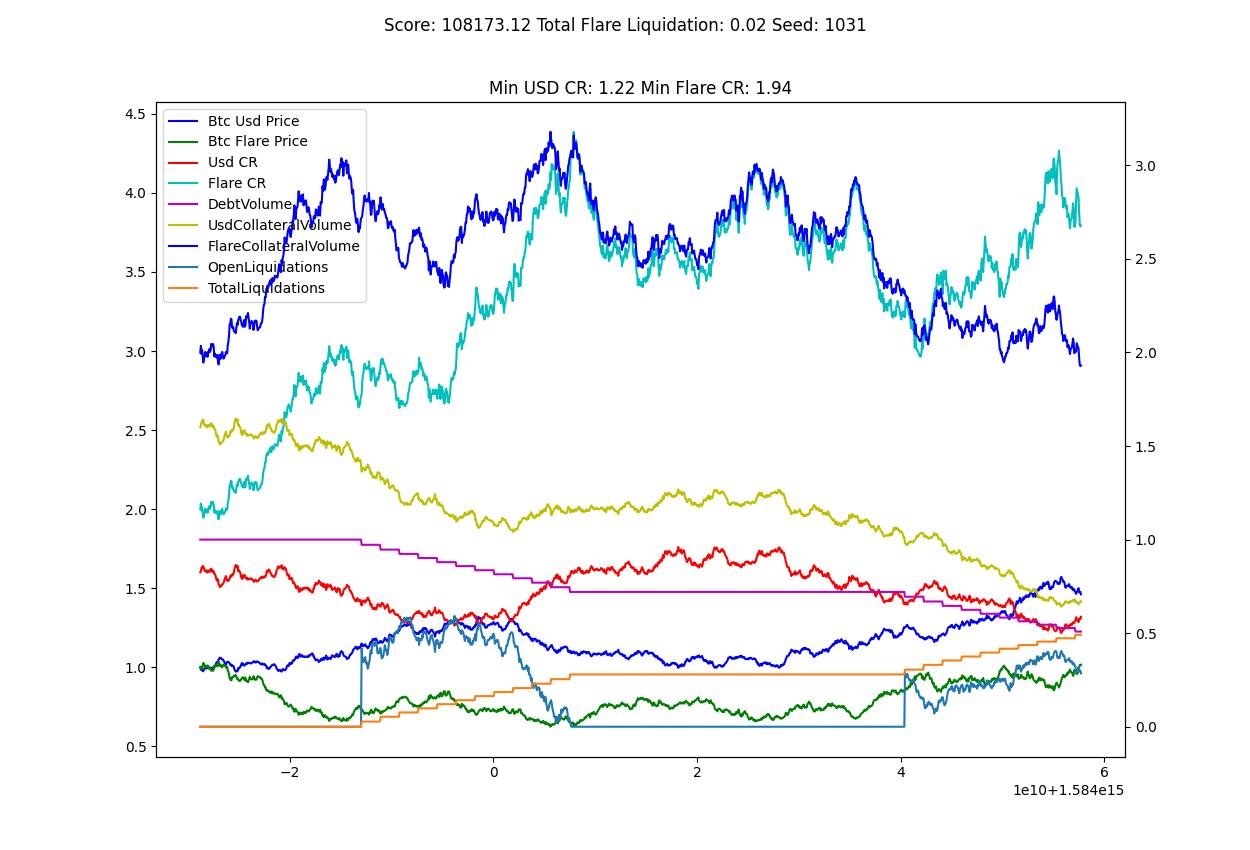 Score: 108173.12 Total Flare Liquidation: 0.02 Seed: 1031
Min USD CR: 1.22 Min Flare CR: 1.94
Btc Usd Price
Btc Flare Price
Usd CR
Flare CR
DebtVolume
UsdCollateralVolume
FlareCollateralVolume
OpenLiquidations
TotalLiquidations
4.5
4.0
3.5
3.0
2.5
2.0
1.5
1.0
0.5
3.0
2.5
2.0
1.5
1.0
0.5
0.0
−2
0
2
4
6
1e10+1.584e15